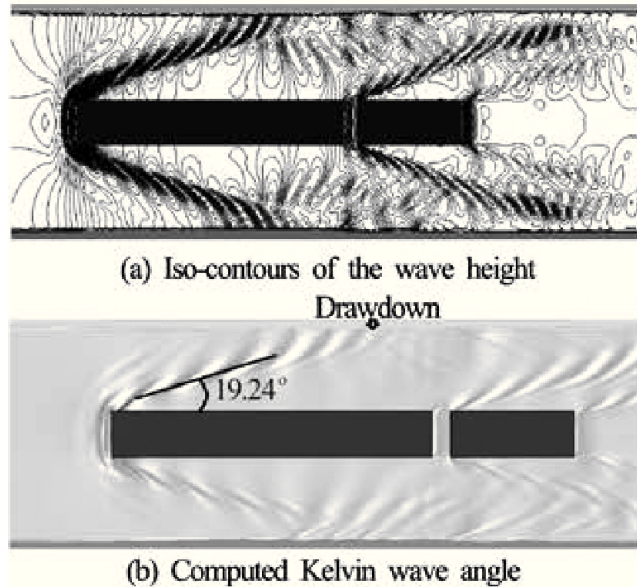 (a) Iso-contours of the wave height
Drawdown
19.24°
(b) Computed Kelvin wave angle